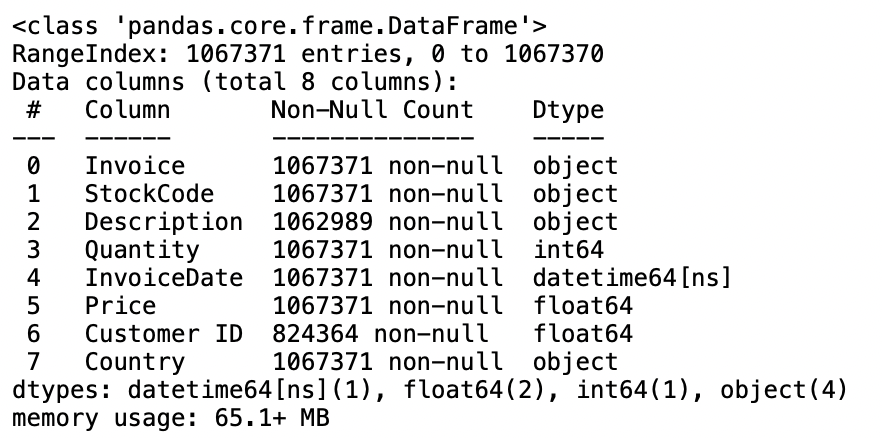 <class 'pandas.core.frame.DataFrame'>
RangeIndex: 1067371 entries, 0 to 1067370
Data columns (total 8 columns):
 #   Column       Non-Null Count    Dtype
---  ------       --------------    -----
 0   Invoice      1067371 non-null  object
 1   StockCode    1067371 non-null  object
 2   Description  1062989 non-null  object
 3   Quantity     1067371 non-null  int64
 4   InvoiceDate  1067371 non-null  datetime64[ns]
 5   Price        1067371 non-null  float64
 6   Customer ID  824364 non-null   float64
 7   Country      1067371 non-null  object
dtypes: datetime64[ns](1), float64(2), int64(1), object(4)
memory usage: 65.1+ MB